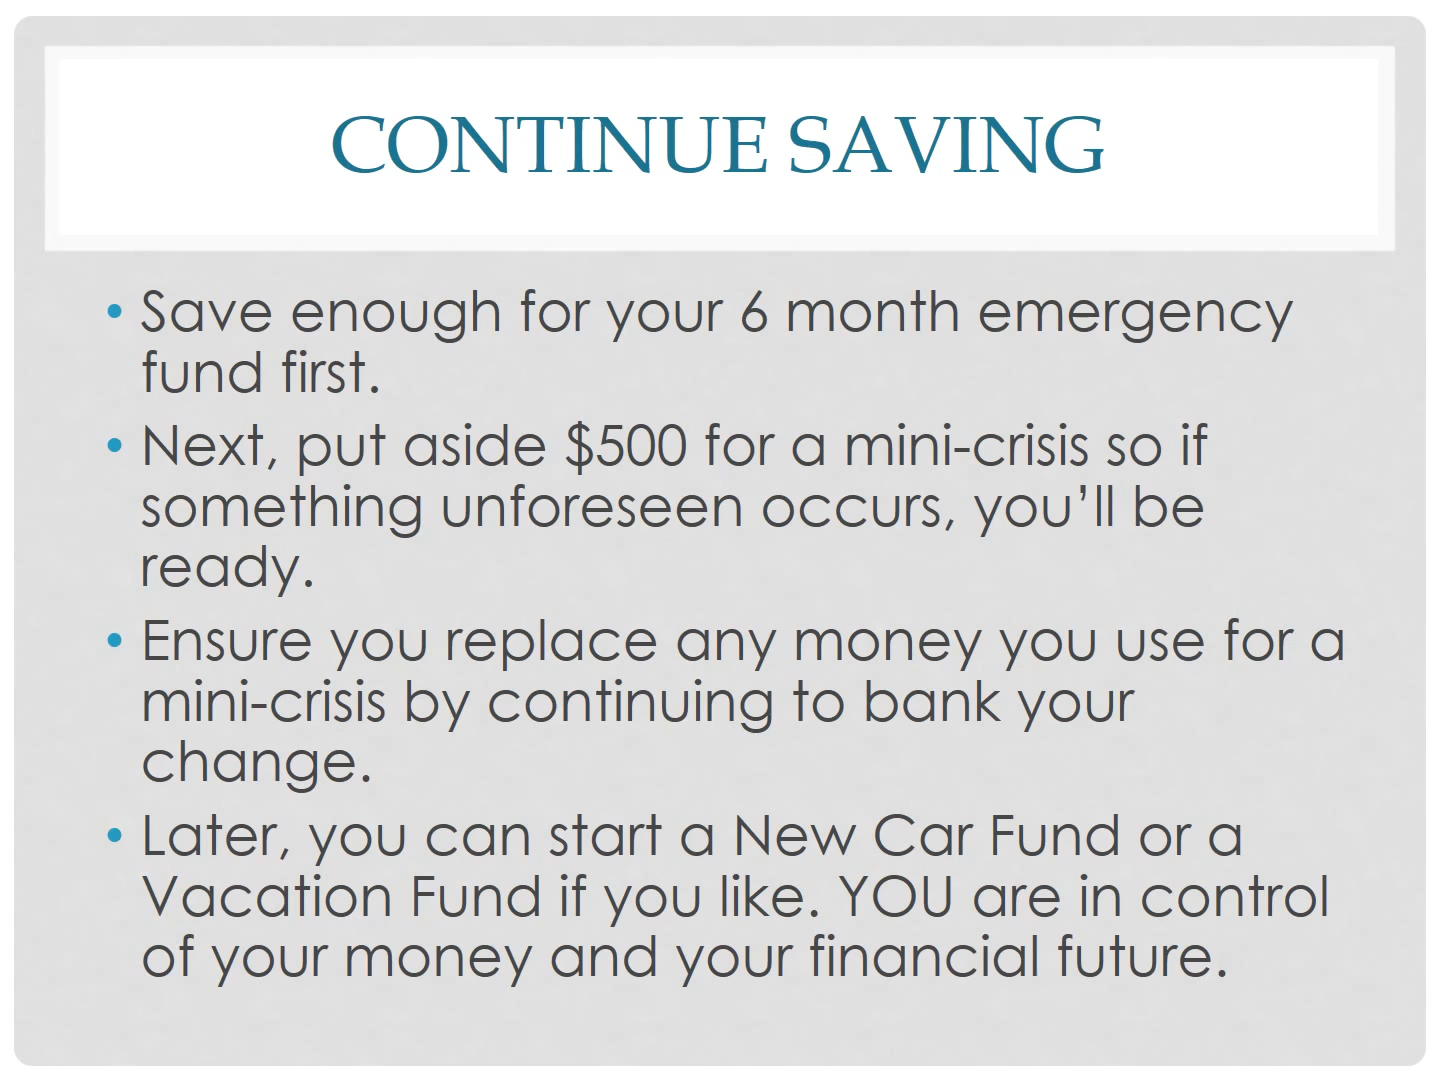 CONTINUE SAVING
• Save enough for your 6 month emergency
fund first.
• Next, put aside $500 for a mini-crisis so if
something unforeseen occurs, you’ll be
ready.
• Ensure you replace any money you use for a
mini-crisis by continuing to bank your
change.
• Later, you can start a New Car Fund or a
Vacation Fund if you like. YOU are in control
of your money and your financial future.